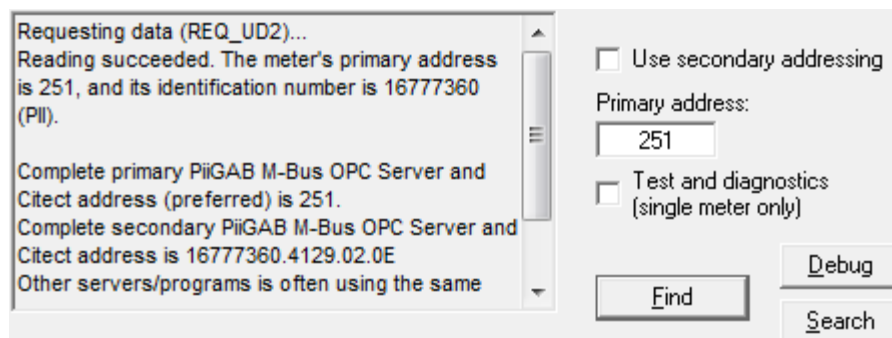 Requesting data (REQ_UD2)...
Reading succeeded. The meter's primary address
is 251, and its identification number is 16777360
(PII).
Complete primary PiiGAB M-Bus OPC Server and
Citect address (preferred) is 251.
Complete secondary PiiGAB M-Bus OPC Server and
Citect address is 16777360.4129.02.0E
Other servers/programs is often using the same
Use secondary addressing
Primary address:
251
Test and diagnostics
(single meter only)
Find
Debug
Search